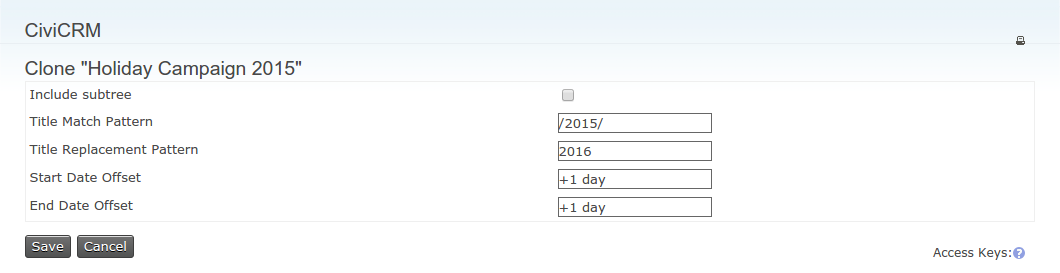 CiviCRM
Clone "Holiday Campaign 2015"
Include subtree
Title Match Pattern /2015/
Title Replacement Pattern 2016
Start Date Offset +1 day
End Date Offset +1 day
Save Cancel
Access Keys:?